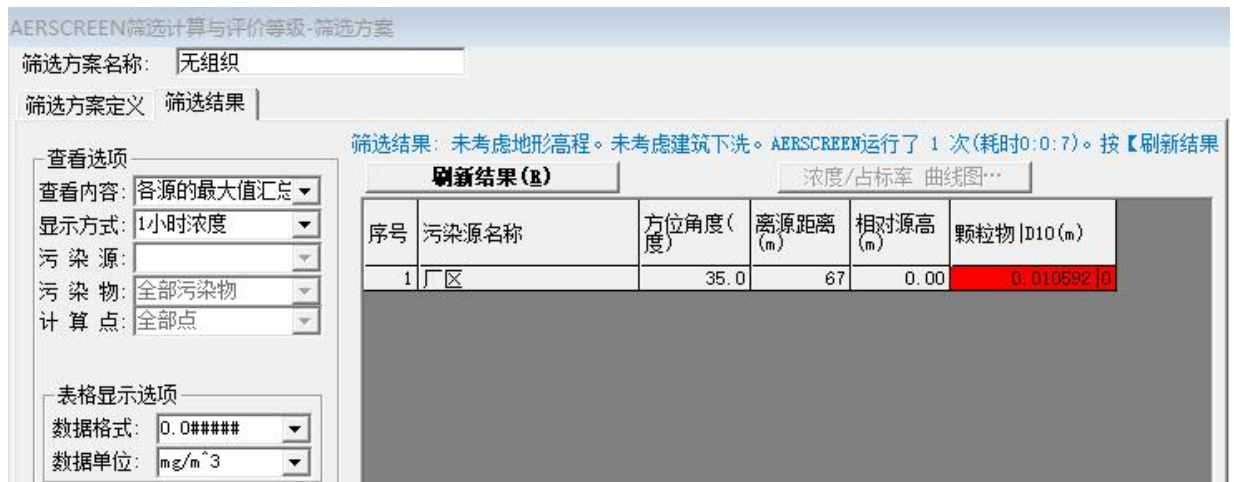 AERSCREEN筛选计算与评价等级-筛选方案
筛选方案名称: 无组织
筛选方案定义 筛选结果
筛选结果: 未考虑地形高程。未考虑建筑下洗。AERSCREEN运行了 1 次(耗时0:0:7)。按【刷新结果
查看选项
刷新结果(R) 浓度/占标率 曲线图…
查看内容: 各源的最大值汇总
显示方式: 1小时浓度
污 染 源:
污 染 物: 全部污染物
计 算 点: 全部点
序号 污染源名称 方位角度(度) 离源距离(m) 相对源高(m) 颗粒物|D10(m)
1 厂区 35.0 67 0.00 0.010592|0
表格显示选项
数据格式: 0.0#####
数据单位: mg/m^3